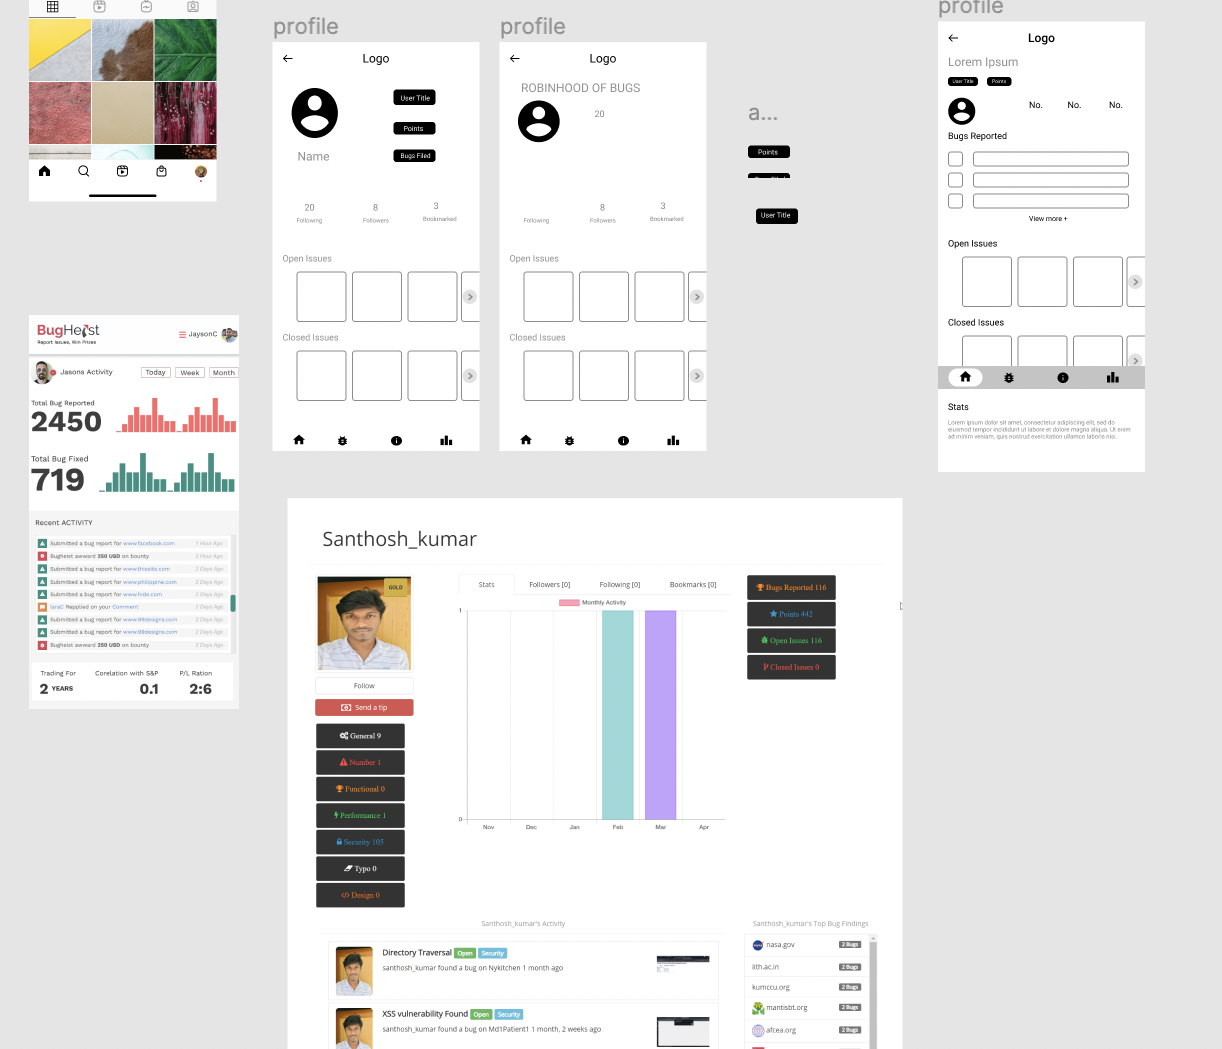 profile
Logo
User Title
Points
Bugs Filed
Name
20
8
3
Following
Followers
Bookmarked
Open Issues
Closed Issues
profile
Logo
ROBINHOOD OF BUGS
20
8
3
Following
Followers
Bookmarked
Open Issues
Closed Issues
a...
Points
User Title
profile
Logo
Lorem Ipsum
User Title
Points
No.
No.
No.
Bugs Reported
View more +
Open Issues
Closed Issues
Stats
Lorem ipsum dolor sit amet, consectetur adipiscing elit, sed do
eiusmod tempor incididunt ut labore et dolore magna aliqua. Ut enim
ad minim veniam, quis nostrud exercitation ullamco laboris nisi.
BugHeist
Report Issues, Win Prizes
JaysonC
Jasons Activity
Today
Week
Month
Total Bug Reported
2450
Total Bug Fixed
719
Recent ACTIVITY
Submitted a bug report for www.facebook.com 1 Hour Ago
Bugheist awward 250 USD on bounty 3 Hour Ago
Submitted a bug report for www.thissite.com 2 Days Ago
Submitted a bug report for www.philippine.com 2 Days Ago
Submitted a bug report for www.hide.com 2 Days Ago
laraC Repplied on your Comment 2 Days Ago
Submitted a bug report for www.99designs.com 2 Days Ago
Submitted a bug report for www.99designs.com 2 Days Ago
Bugheist awward 250 USD on bounty 2 Days Ago
Trading For
2 YEARS
Corelation with S&P
0.1
P/L Ration
2:6
Santhosh_kumar
GOLD
Follow
Send a tip
General 9
Number 1
Functional 0
Performance 1
Security 105
Typo 0
Design 0
Stats
Followers [0]
Following [0]
Bookmarks [0]
Monthly Activity
1
0
Nov
Dec
Jan
Feb
Mar
Apr
Bugs Reported 116
Points 442
Open Issues 116
Closed Issues 0
Santhosh_kumar's Activity
Directory Traversal Open Security
santhosh_kumar found a bug on Nykitchen 1 month ago
XSS vulnerability Found Open Security
santhosh_kumar found a bug on Md1Patient1 1 month, 2 weeks ago
Santhosh_kumar's Top Bug Findings
nasa.gov 2 Bugs
iith.ac.in 2 Bugs
kumccu.org 2 Bugs
mantisbt.org 2 Bugs
afcea.org 2 Bugs